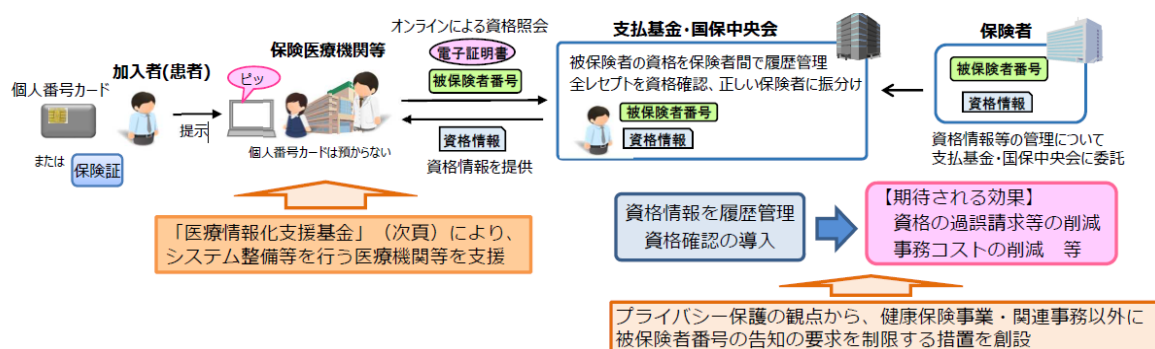 個人番号カード
または
保険証
加入者(患者)
提示
保険医療機関等
ピッ
個人番号カードは預からない
オンラインによる資格照会
電子証明書
被保険者番号
資格情報
資格情報を提供
支払基金・国保中央会
被保険者の資格を保険者間で履歴管理
全レセプトを資格確認、正しい保険者に振分け
被保険者番号
資格情報
保険者
被保険者番号
資格情報
資格情報等の管理について
支払基金・国保中央会に委託
「医療情報化支援基金」（次頁）により、
システム整備等を行う医療機関等を支援
資格情報を履歴管理
資格確認の導入
【期待される効果】
資格の過誤請求等の削減
事務コストの削減　等
プライバシー保護の観点から、健康保険事業・関連事務以外に
被保険者番号の告知の要求を制限する措置を創設